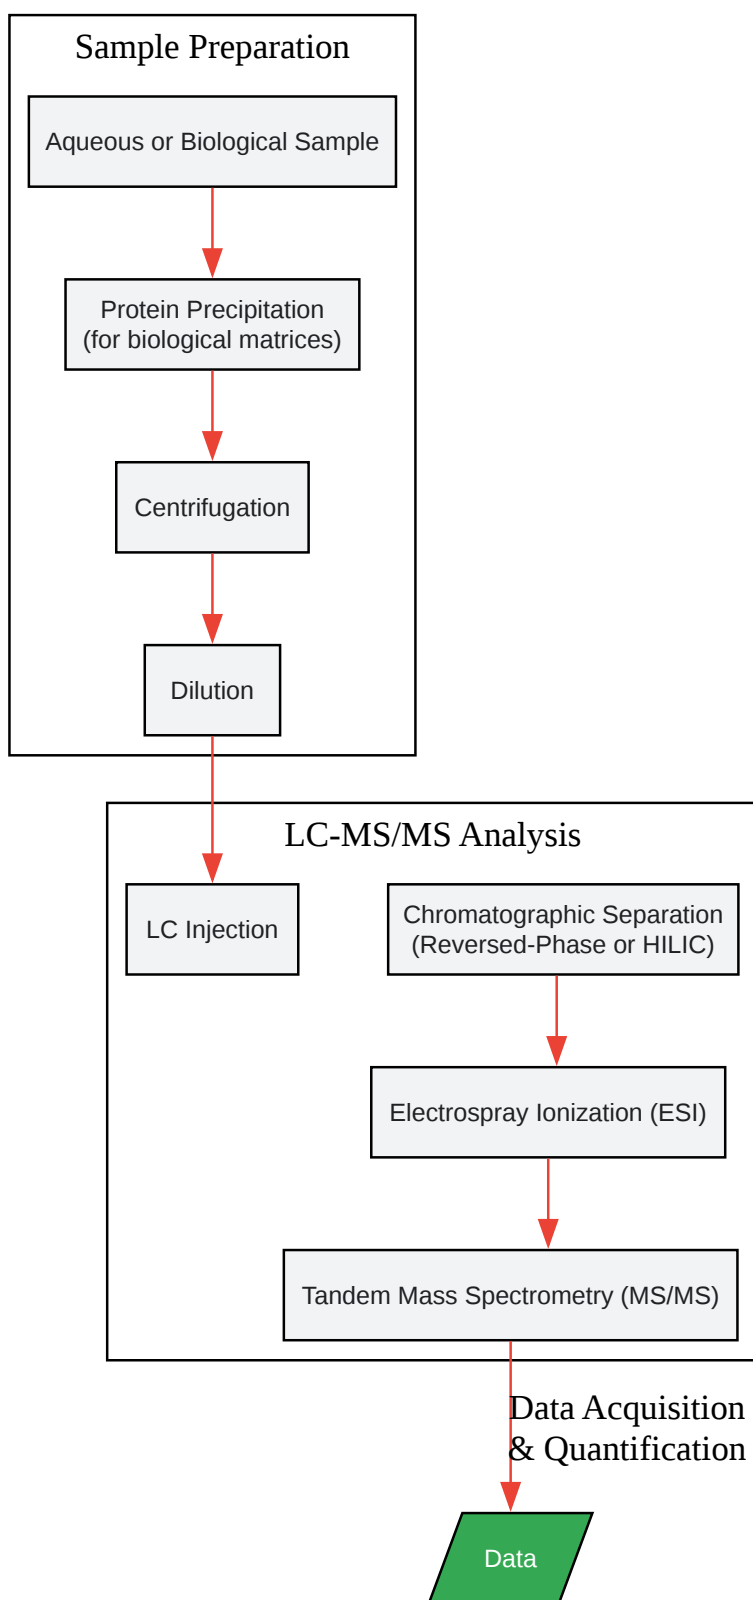 Sample Preparation
Aqueous or Biological Sample
Protein Precipitation
(for biological matrices)
Centrifugation
Dilution
LC-MS/MS Analysis
LC Injection
Chromatographic Separation
(Reversed-Phase or HILIC)
Electrospray Ionization (ESI)
Tandem Mass Spectrometry (MS/MS)
Data Acquisition
& Quantification
Data